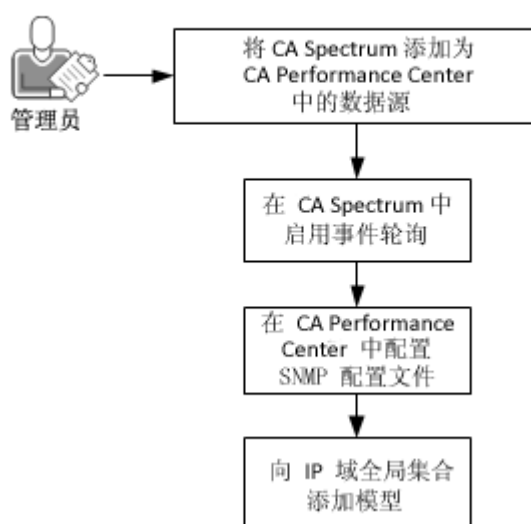 管理员
将 CA Spectrum 添加为
CA Performance Center
中的数据源
在 CA Spectrum 中
启用事件轮询
在 CA Performance
Center 中配置
SNMP 配置文件
向 IP 域全局集合
添加模型